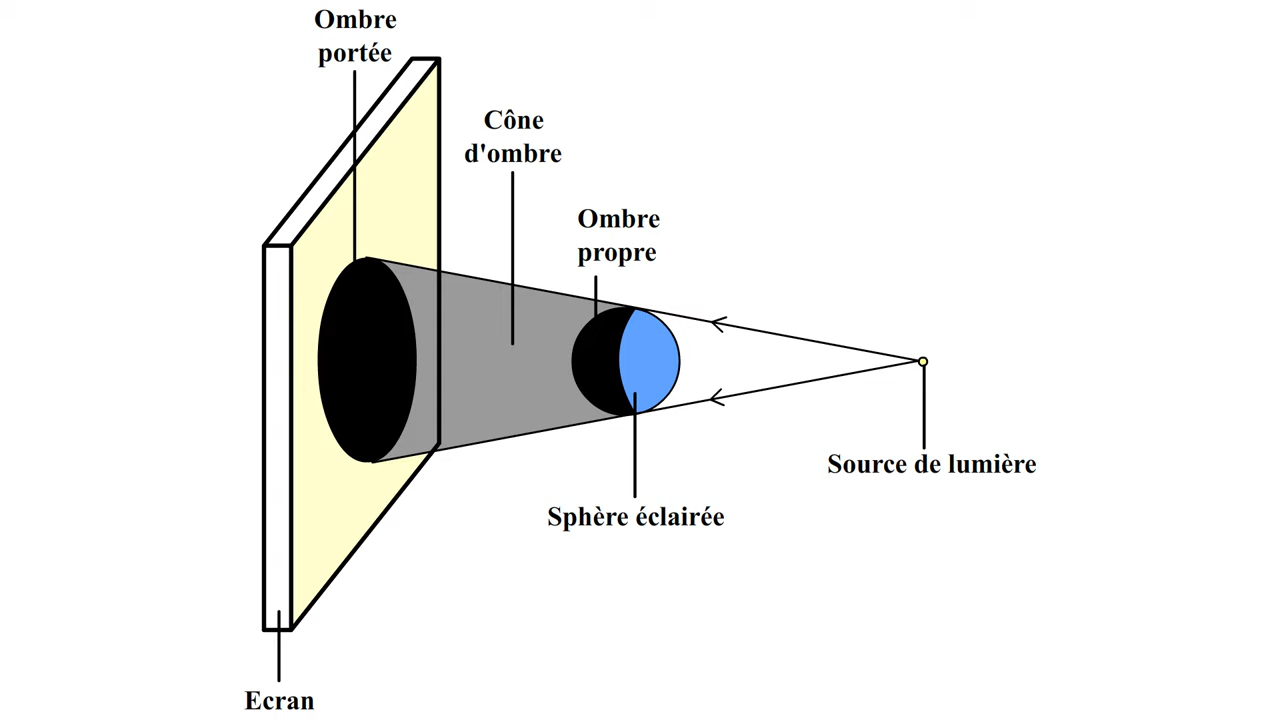 Ombre
portée
Cône
d'ombre
Ombre
propre
Source de lumière
Sphère éclairée
Ecran